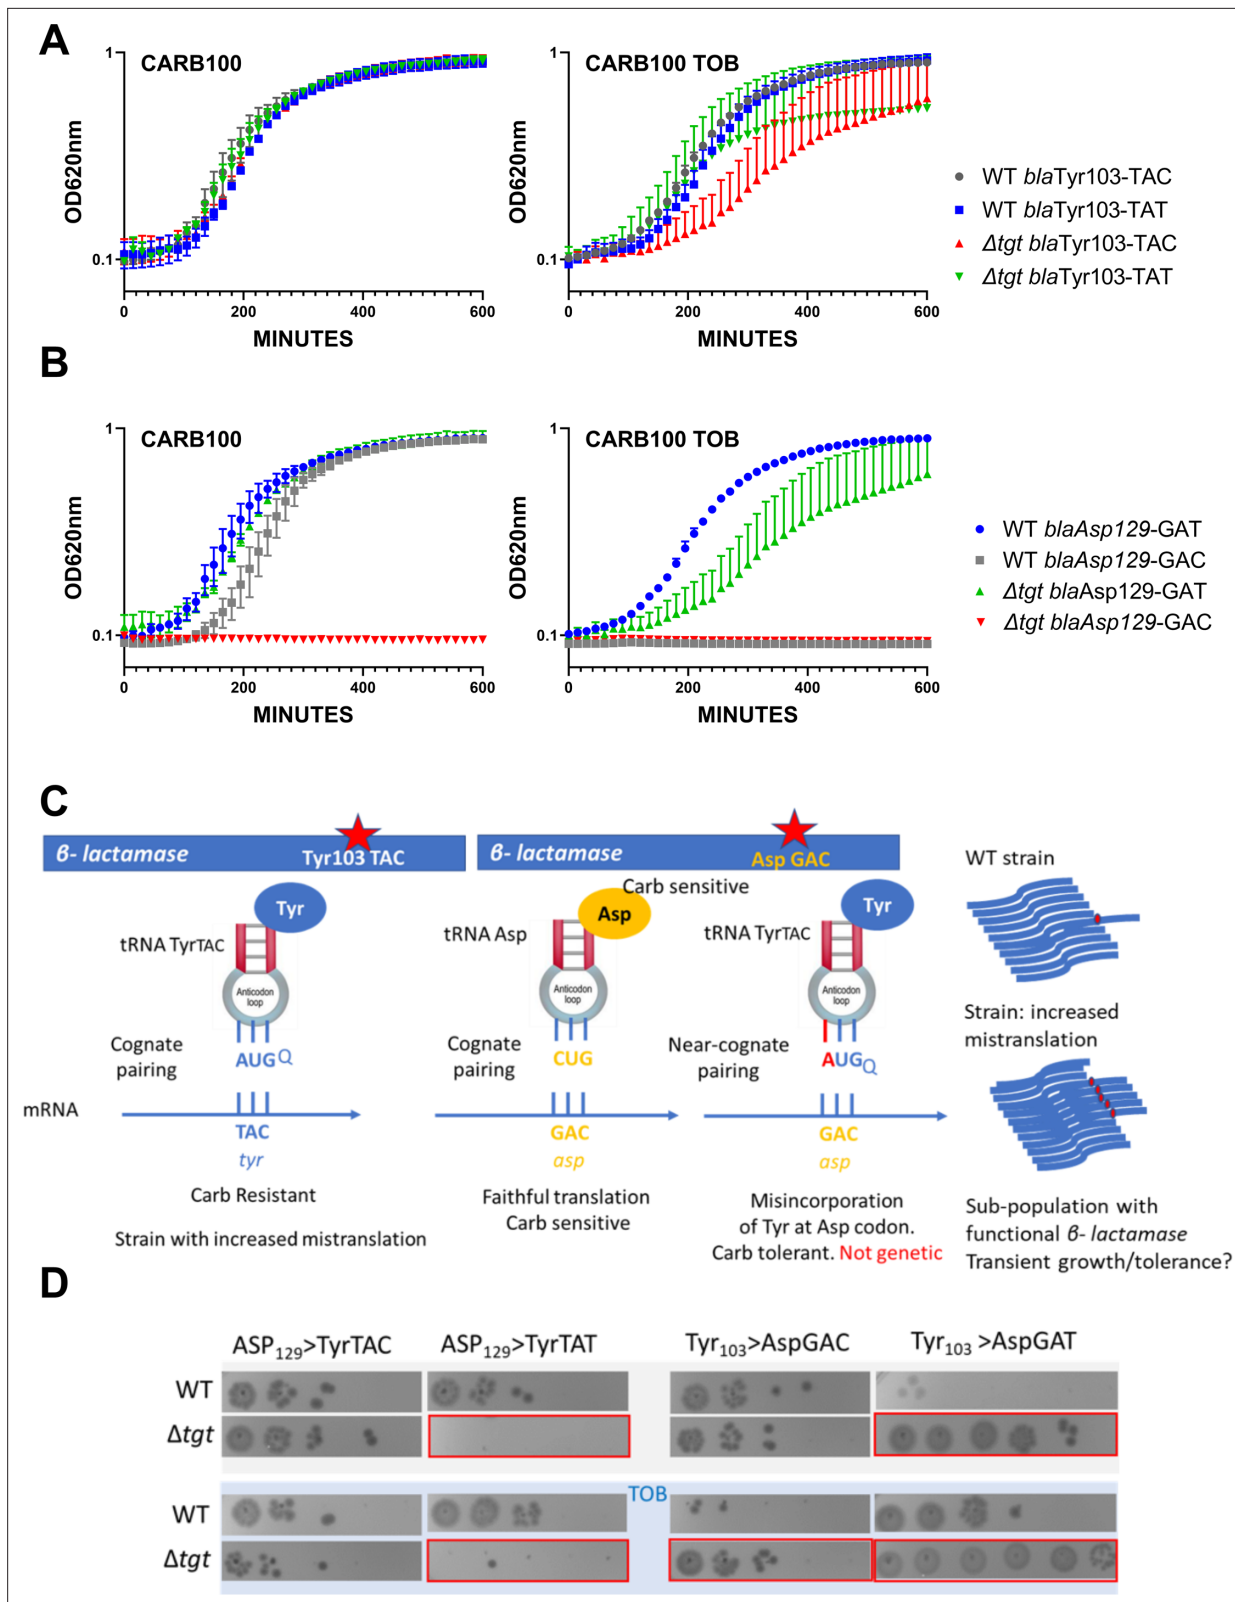 A
CARB100
CARB100 TOB
1
0.1
OD620nm
0
200
400
600
MINUTES
1
0.1
OD620nm
0
200
400
600
MINUTES
WT blaTyr103-TAC
WT blaTyr103-TAT
Δtgt blaTyr103-TAC
Δtgt blaTyr103-TAT
B
CARB100
CARB100 TOB
1
0.1
OD620nm
0
200
400
600
MINUTES
1
0.1
OD620nm
0
200
400
600
MINUTES
WT blaAsp129-GAT
WT blaAsp129-GAC
Δtgt blaAsp129-GAT
Δtgt blaAsp129-GAC
C
β- lactamase
Tyr103 TAC
β- lactamase
Asp GAC
Carb sensitive
WT strain
Tyr
Asp
Tyr
tRNA TyrTAC
tRNA Asp
tRNA TyrTAC
Anticodon
loop
Anticodon
loop
Anticodon
loop
Strain: increased
mistranslation
Cognate
pairing
AUG Q
Cognate
pairing
CUG
Near-cognate
pairing
AUG Q
mRNA
TAC
tyr
GAC
asp
GAC
asp
Carb Resistant
Strain with increased mistranslation
Faithful translation
Carb sensitive
Misincorporation
of Tyr at Asp codon.
Carb tolerant. Not genetic
Sub-population with
functional β- lactamase
Transient growth/tolerance?
D
ASP129>TyrTAC
ASP129>TyrTAT
Tyr103>AspGAC
Tyr103 >AspGAT
WT
Δtgt
TOB
WT
Δtgt